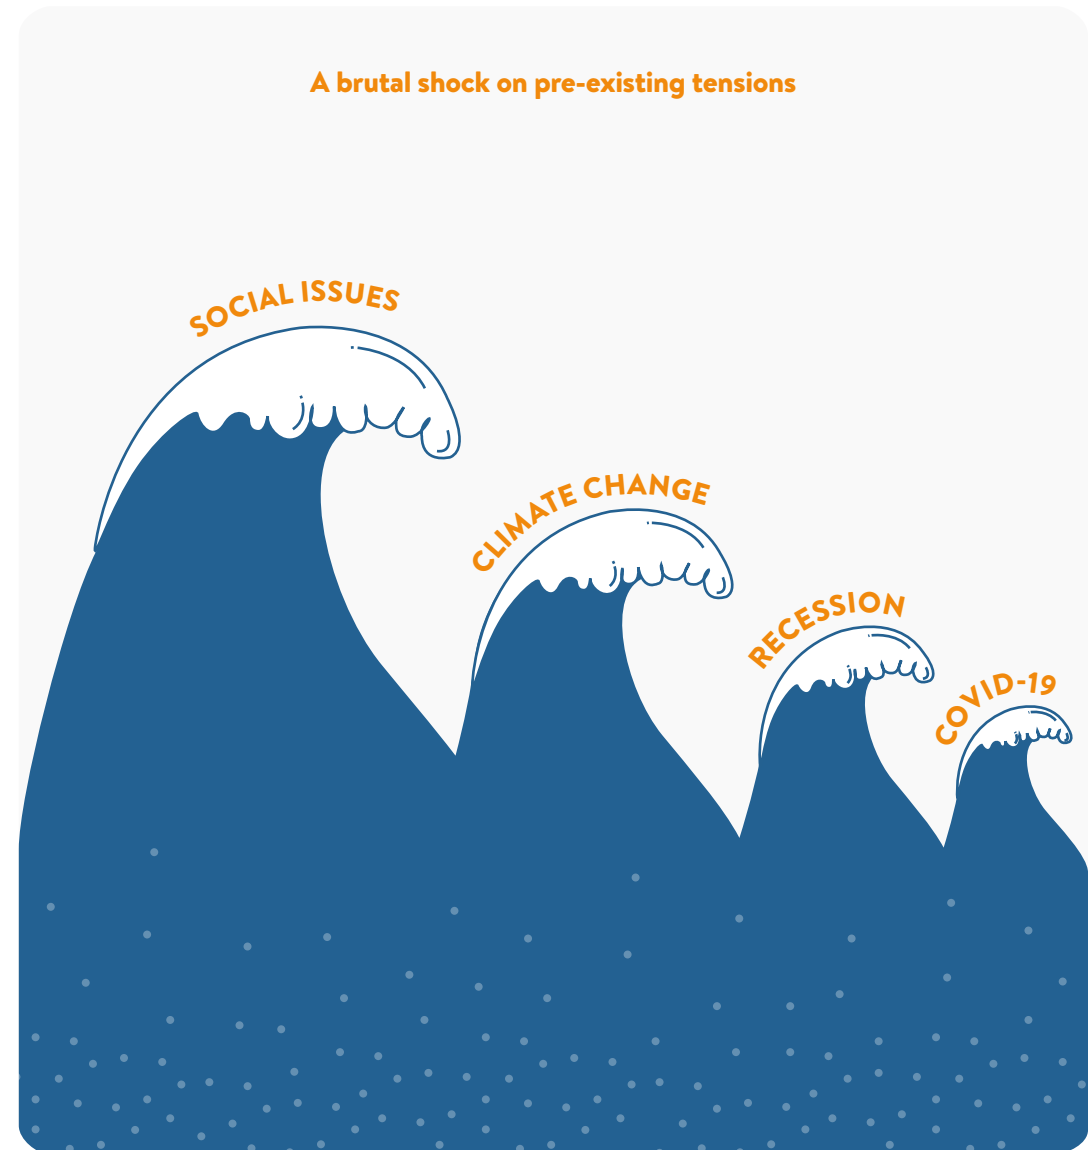 A brutal shock on pre-existing tensions
SOCIAL ISSUES
CLIMATE CHANGE
RECESSION
COVID-19